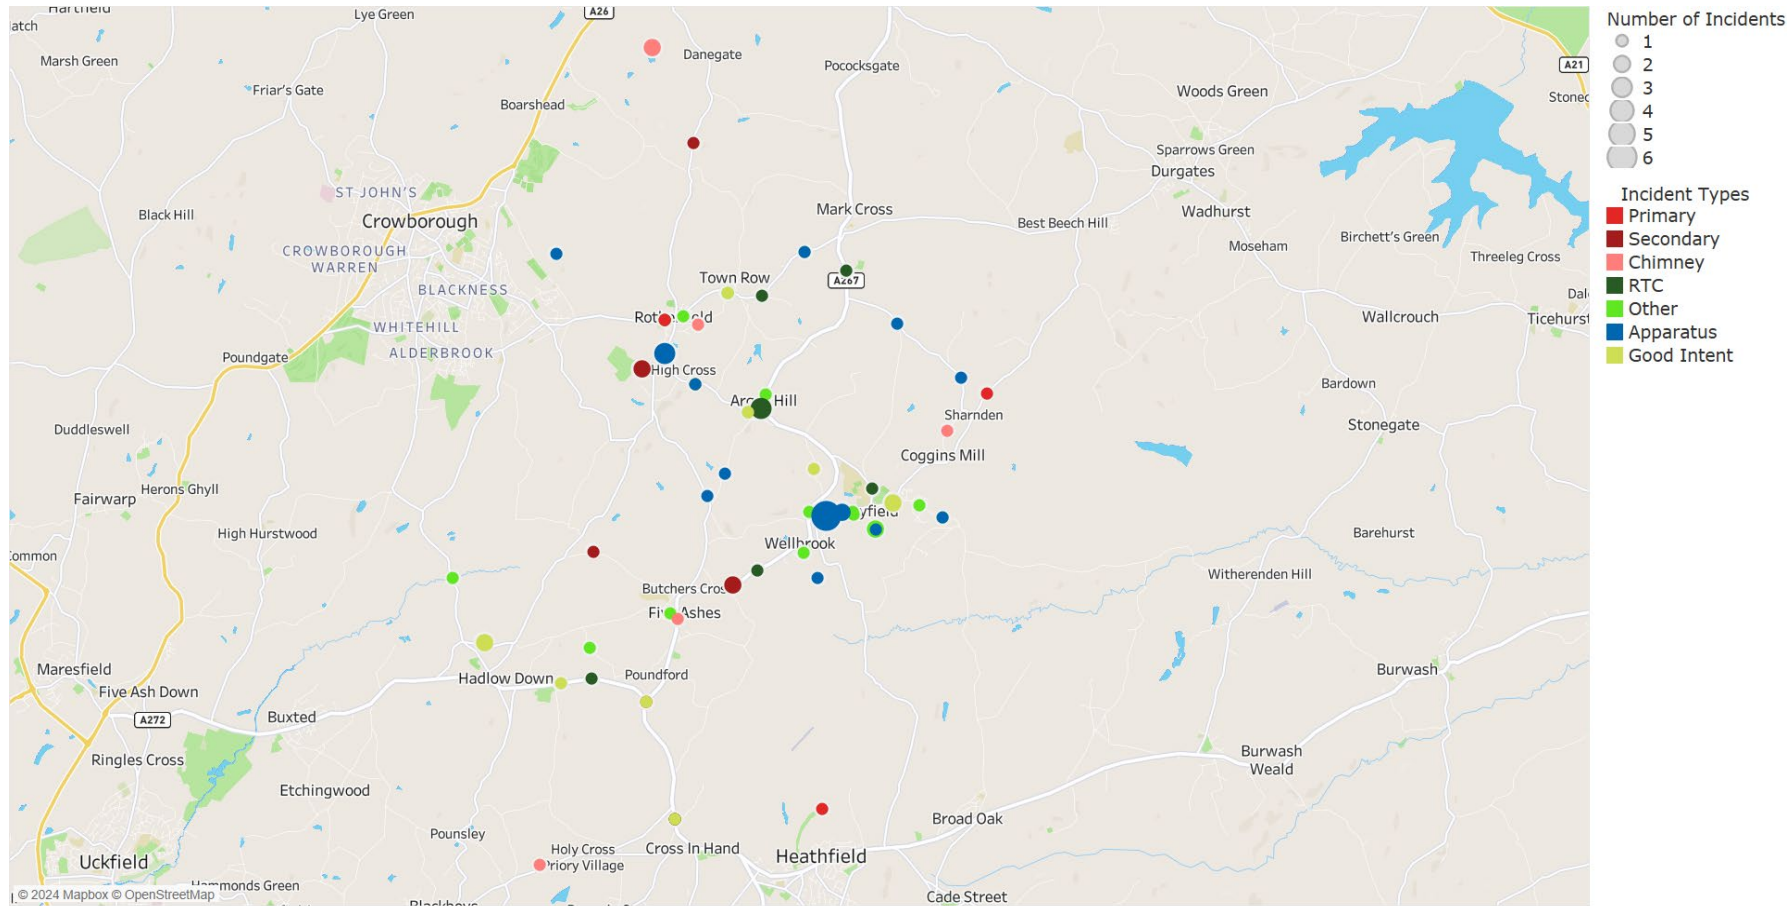 Hartfield
Lye Green
A26
Number of Incidents
1
Marsh Green
Danegate
Pococksgate
A21
2
Friar's Gate
Boarshead
Woods Green
3
4
5
Sparrows Green
6
Durgates
ST JOHN'S
Incident Types
Black Hill
Crowborough
Mark Cross
Best Beech Hill
Wadhurst
Primary
Birchett's Green
Secondary
CROWBOROUGH
WARREN
Moseham
Threeleg Cross
Chimney
BLACKNESS
Town Row
A267
RTC
Other
WHITEHILL
Wallcrouch
Ticehurst
Apparatus
ALDERBROOK
Poundgate
Good Intent
High Cross
Bardown
Hill
Sharnden
Duddleswell
Stonegate
Coggins Mill
Herons Ghyll
Fairwarp
High Hurstwood
Wellbrook
Barehurst
Common
Witherenden Hill
Butchers Cros
Ashes
Maresfield
Hadlow Down
Poundford
Burwash
Five Ash Down
A272
Buxted
Ringles Cross
Burwash
Weald
Etchingwood
Broad Oak
Pounsley
Holy Cross
Priory Village
Cross In Hand
Heathfield
Uckfield
Hammonds Green
© 2024 Mapbox © OpenStreetMap
Cade Street